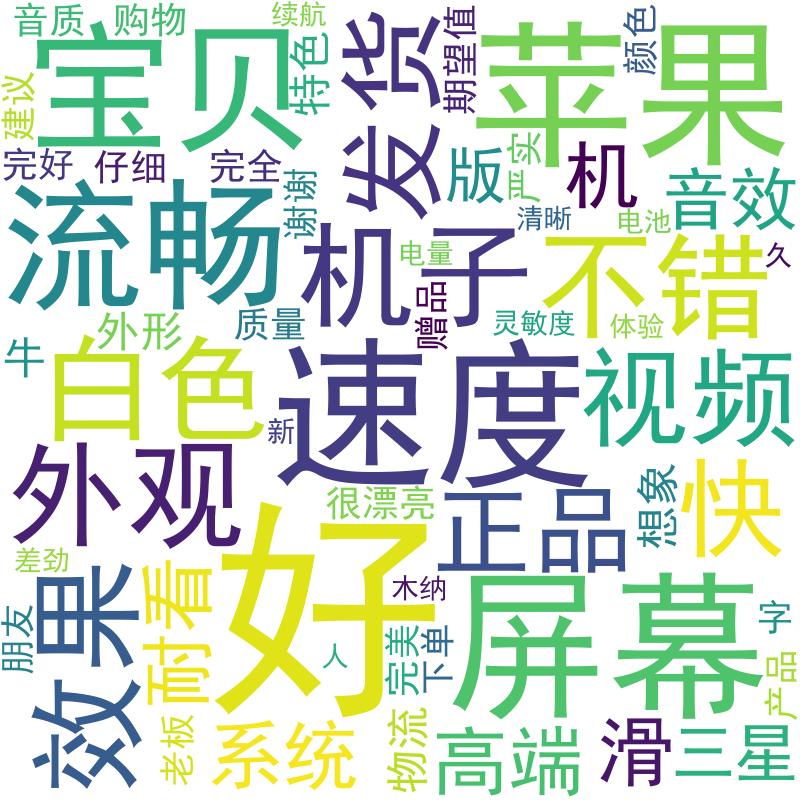 音质
购物
续航
宝贝
特色
发货
期望值
苹果
颜色
建议
完好
仔细
完全
谢谢
版
严实
机
音效
流畅
机子
清晰
电池
不错
久
电量
赠品
外形
质量
灵敏度
体验
牛
白色
速度
视频
新
外观
很漂亮
正品
想象
快
差劲
效果
耐看
好
木纳
屏幕
朋友
人
完美
下单
字
产品
老板
系统
物流
高端
滑
三星